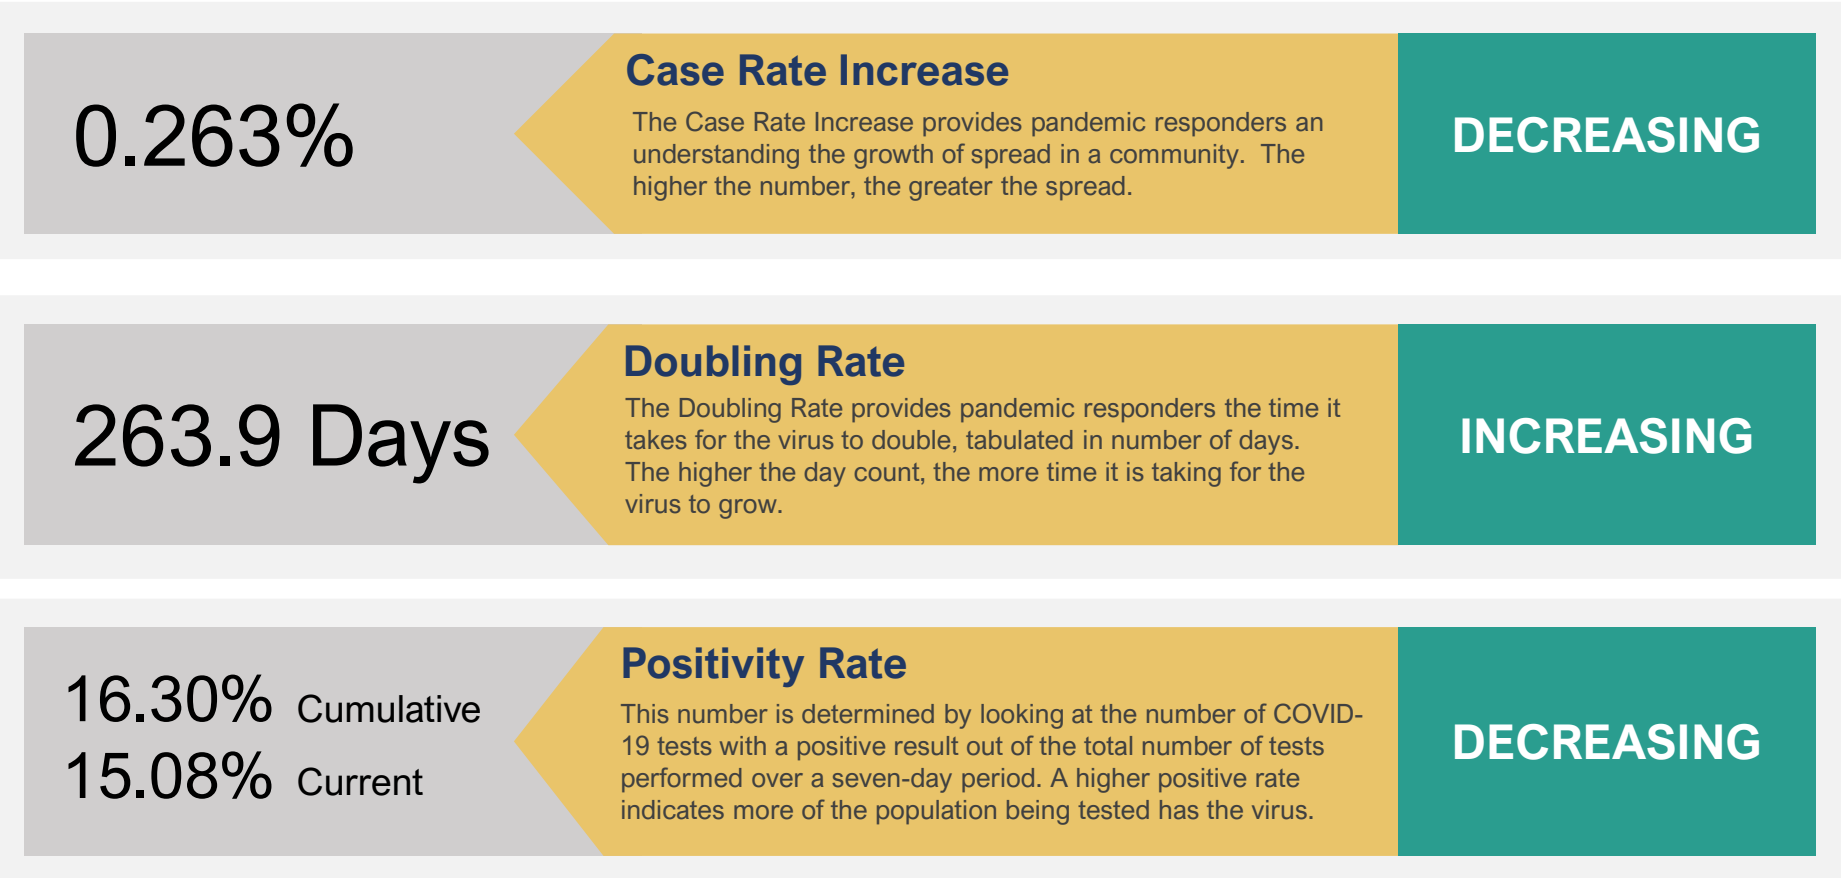 0.263%
Case Rate Increase
The Case Rate Increase provides pandemic responders an
understanding the growth of spread in a community.  The
higher the number, the greater the spread.
DECREASING
263.9 Days
Doubling Rate
The Doubling Rate provides pandemic responders the time it
takes for the virus to double, tabulated in number of days.
The higher the day count, the more time it is taking for the
virus to grow.
INCREASING
16.30% Cumulative
15.08% Current
Positivity Rate
This number is determined by looking at the number of COVID-
19 tests with a positive result out of the total number of tests
performed over a seven-day period. A higher positive rate
indicates more of the population being tested has the virus.
DECREASING